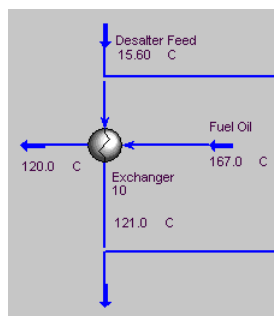 Desalter Feed
15.60 C
Fuel Oil
120.0 C
167.0 C
Exchanger
10
121.0 C